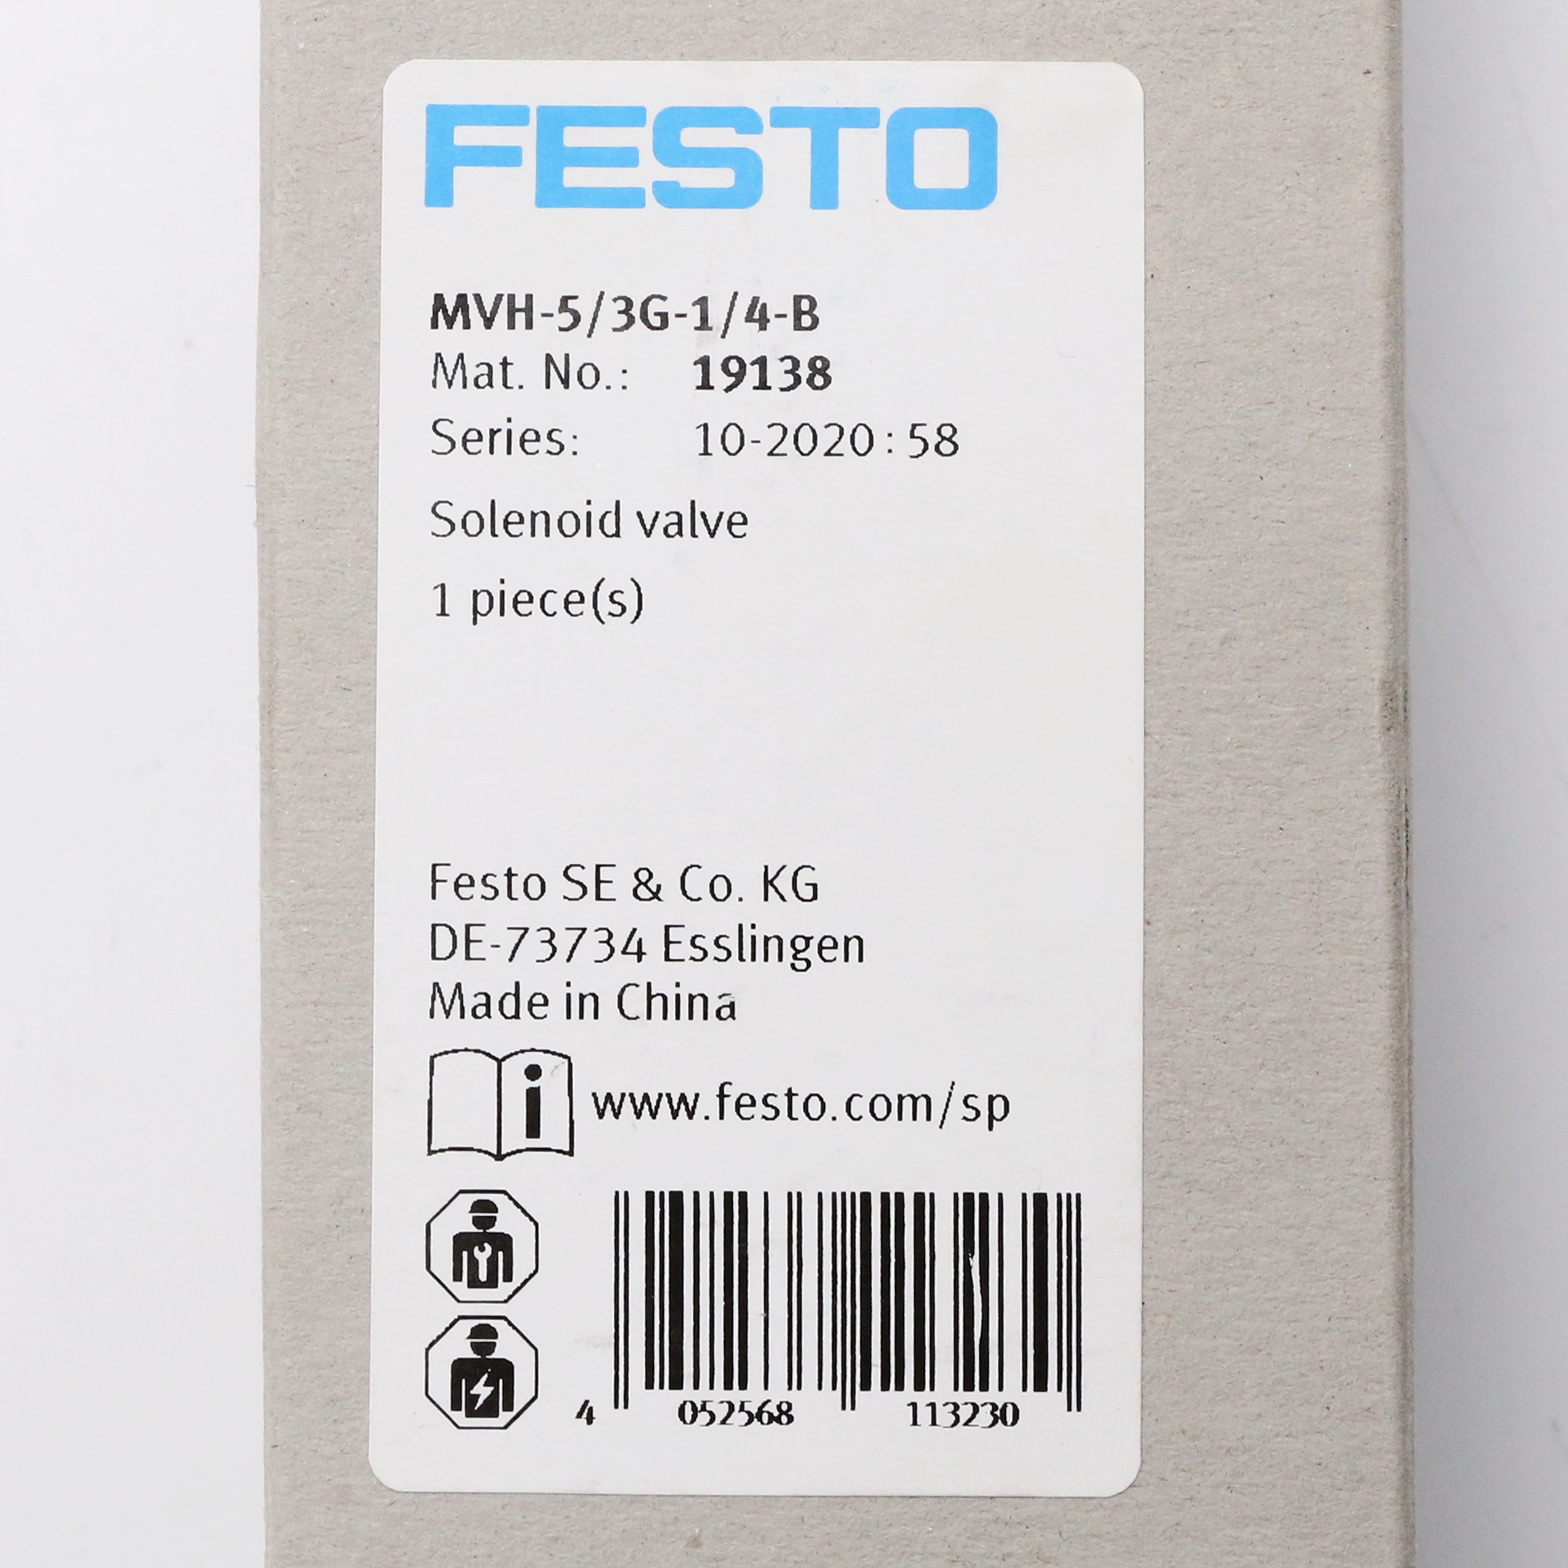 FESTO
MVH-5/3G-1/4-B
Mat. No.: 19138
Series: 10-2020:58
Solenoid valve
1 piece(s)
Festo SE & Co. KG
DE-73734 Esslingen
Made in China
i www.festo.com/sp
4 052568 113230